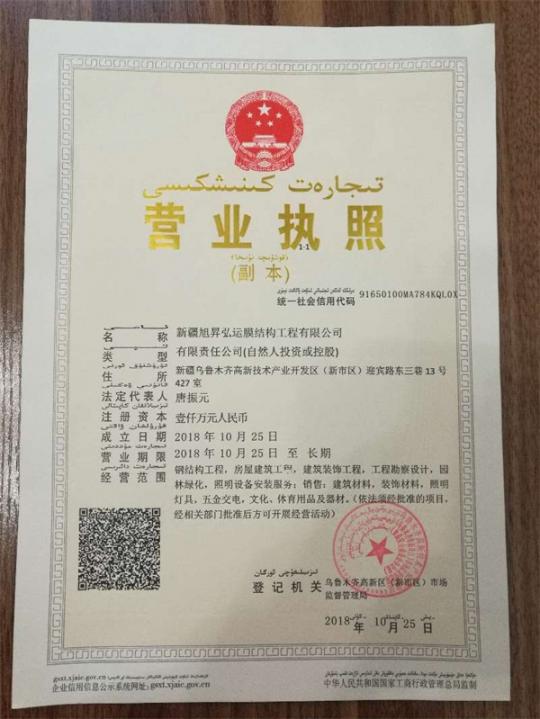 تىجارەت كىنىشكىسى
营业执照
1-1
(副本)
统一社会信用代码 91650100MA784KQL0X
名称 新疆旭昇弘运膜结构工程有限公司
类型 有限责任公司(自然人投资或控股)
住所 新疆乌鲁木齐高新技术产业开发区（新市区）迎宾路东三巷13号
427室
法定代表人 唐振元
注册资本 壹仟万元人民币
成立日期 2018年10月25日
营业期限 2018年10月25日 至 长期
经营范围 钢结构工程，房屋建筑工程，建筑装饰工程，工程勘察设计，园
林绿化，照明设备安装服务；销售：建筑材料，装饰材料，照明
灯具，五金交电，文化、体育用品及器材。（依法须经批准的项目，
经相关部门批准后方可开展经营活动）
登记机关 乌鲁木齐高新区（新市区）市场
监督管理局
2018年10月25日
gsxt.xjaic.gov.cn
企业信用信息公示系统网址：gsxt.xjaic.gov.cn
中华人民共和国国家工商行政管理总局监制